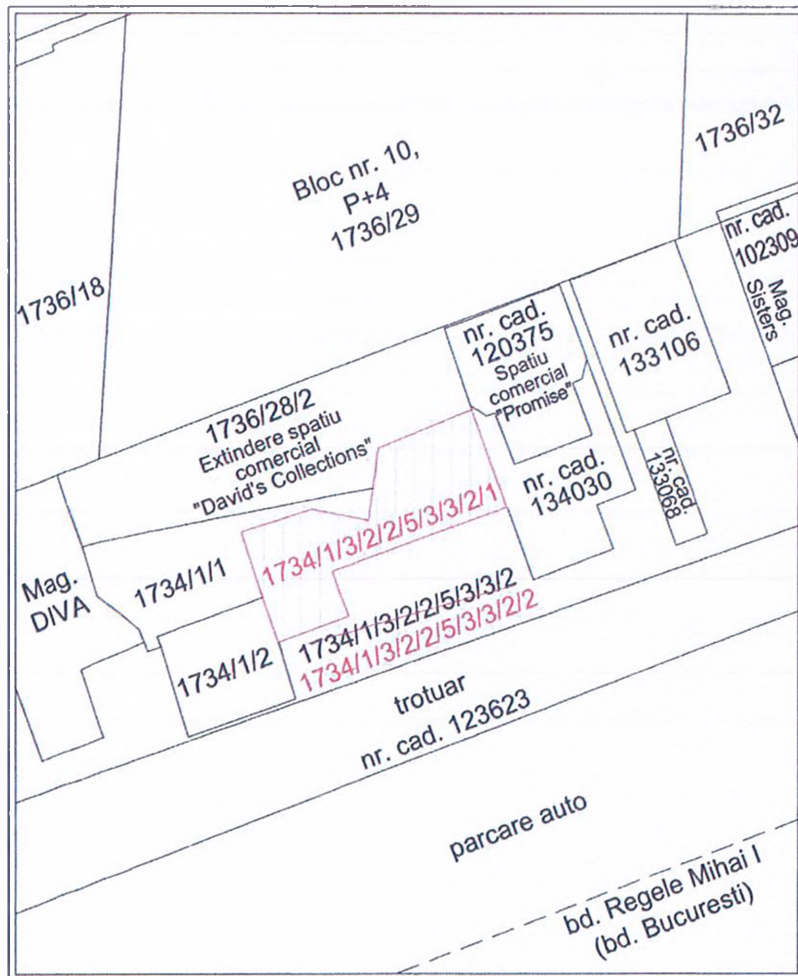 Bloc nr. 10,
P+4
1736/29
1736/32
1736/18
nr. cad.
102309
Mag.
Sisters
nr. cad.
120375
Spatiu
comercial
"Promise"
nr. cad.
133106
1736/28/2
Extindere spatiu
comercial
"David's Collections"
nr. cad.
134030
nr. cad.
133068
1734/1/3/2/2/5/3/3/2/1
Mag.
DIVA
1734/1/1
1734/1/2
1734/1/3/2/2/5/3/3/2
1734/1/3/2/2/5/3/3/2/2
trotuar
nr. cad. 123623
parcare auto
bd. Regele Mihai I
(bd. Bucuresti)